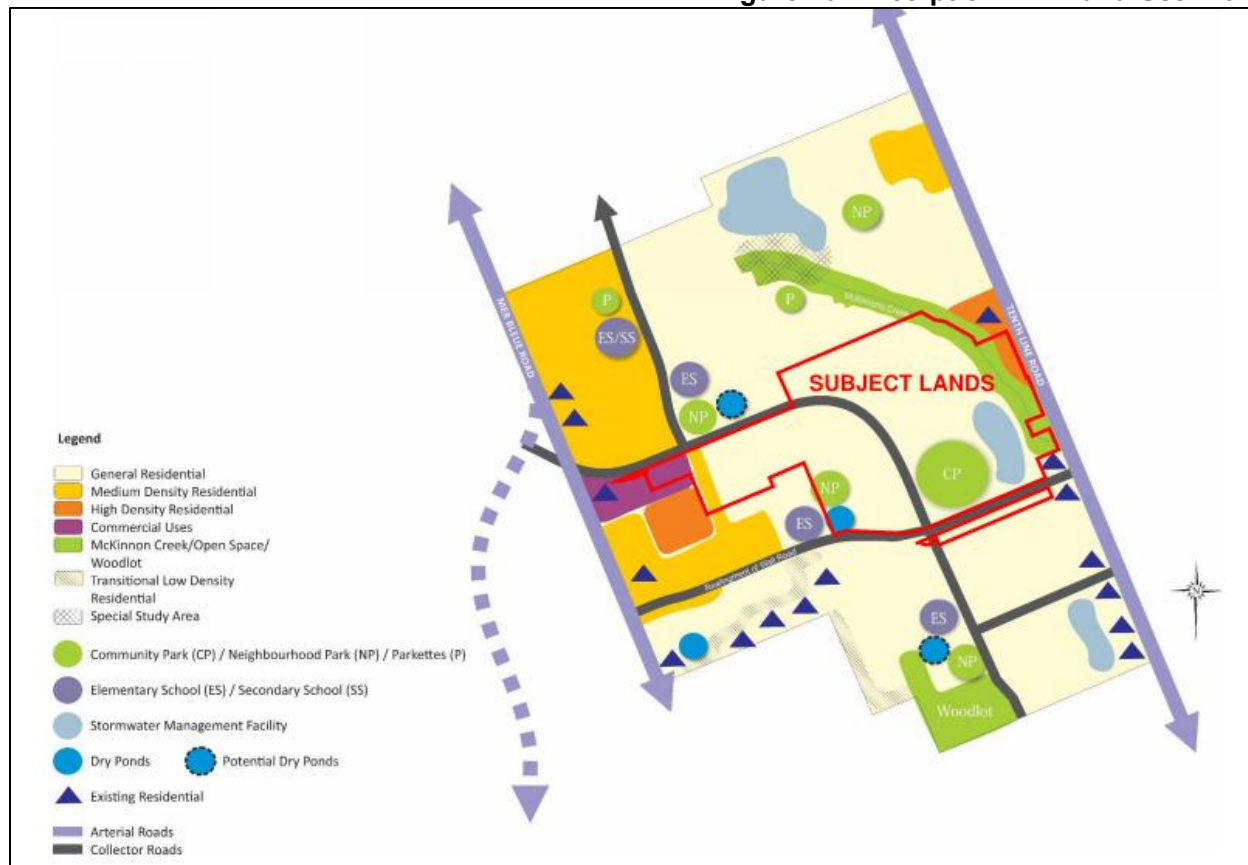 NP
MER BLEUE ROAD
P
P
McKinnons Creek
TENTH LINE ROAD
ES/SS
ES
SUBJECT LANDS
NP
CP
NP
ES
Realignment of Wall Road
ES
NP
Woodlot
N
Legend
General Residential
Medium Density Residential
High Density Residential
Commercial Uses
McKinnon Creek/Open Space/
Woodlot
Transitional Low Density
Residential
Special Study Area
Community Park (CP) / Neighbourhood Park (NP) / Parkettes (P)
Elementary School (ES) / Secondary School (SS)
Stormwater Management Facility
Dry Ponds
Potential Dry Ponds
Existing Residential
Arterial Roads
Collector Roads